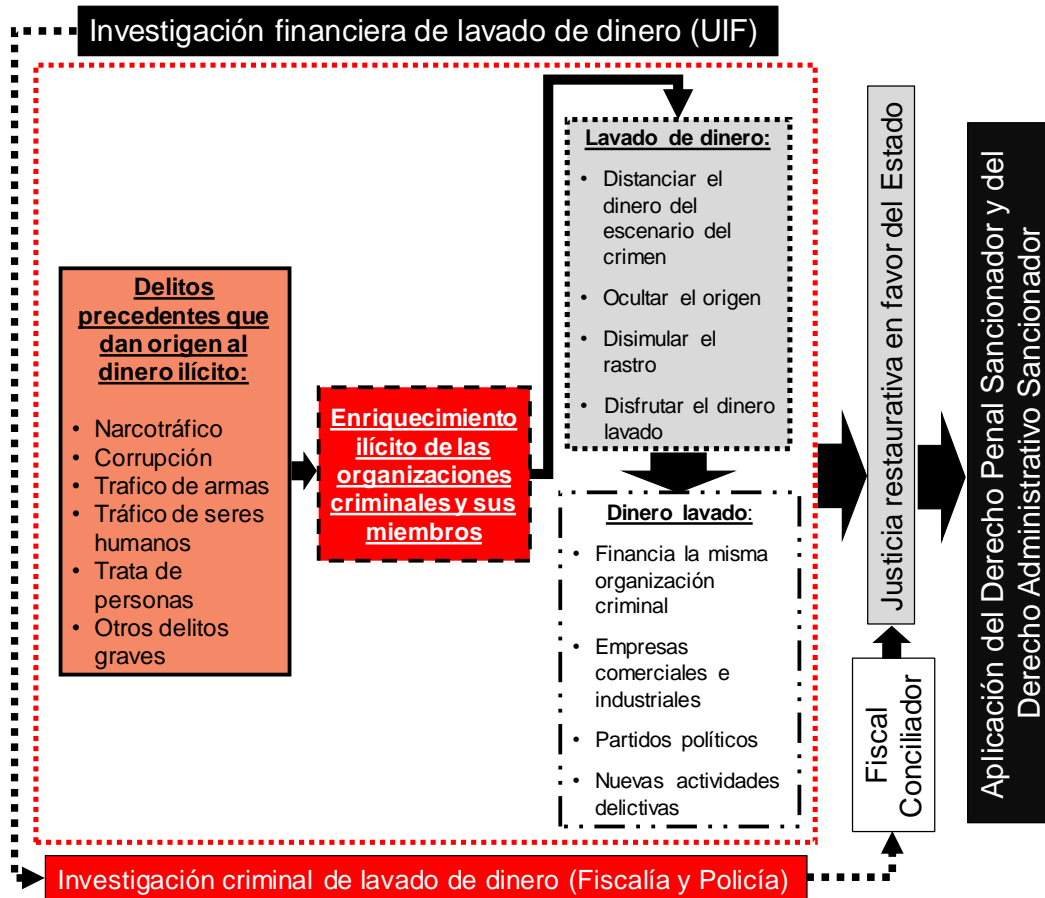 Investigación financiera de lavado de dinero (UIF)
Delitos
precedentes que
dan origen al
dinero ilícito:
• Narcotráfico
• Corrupción
• Trafico de armas
• Tráfico de seres
humanos
• Trata de
personas
• Otros delitos
graves
Enriquecimiento
ilícito de las
organizaciones
criminales y sus
miembros
Lavado de dinero:
• Distanciar el
dinero del
escenario del
crimen
• Ocultar el origen
• Disimular el
rastro
• Disfrutar el dinero
lavado
Dinero lavado:
• Financia la misma
organización
criminal
• Empresas
comerciales e
industriales
• Partidos políticos
• Nuevas actividades
delictivas
Justicia restaurativa en favor del Estado
Fiscal
Conciliador
Aplicación del Derecho Penal Sancionador y del
Derecho Administrativo Sancionador
Investigación criminal de lavado de dinero (Fiscalía y Policía)